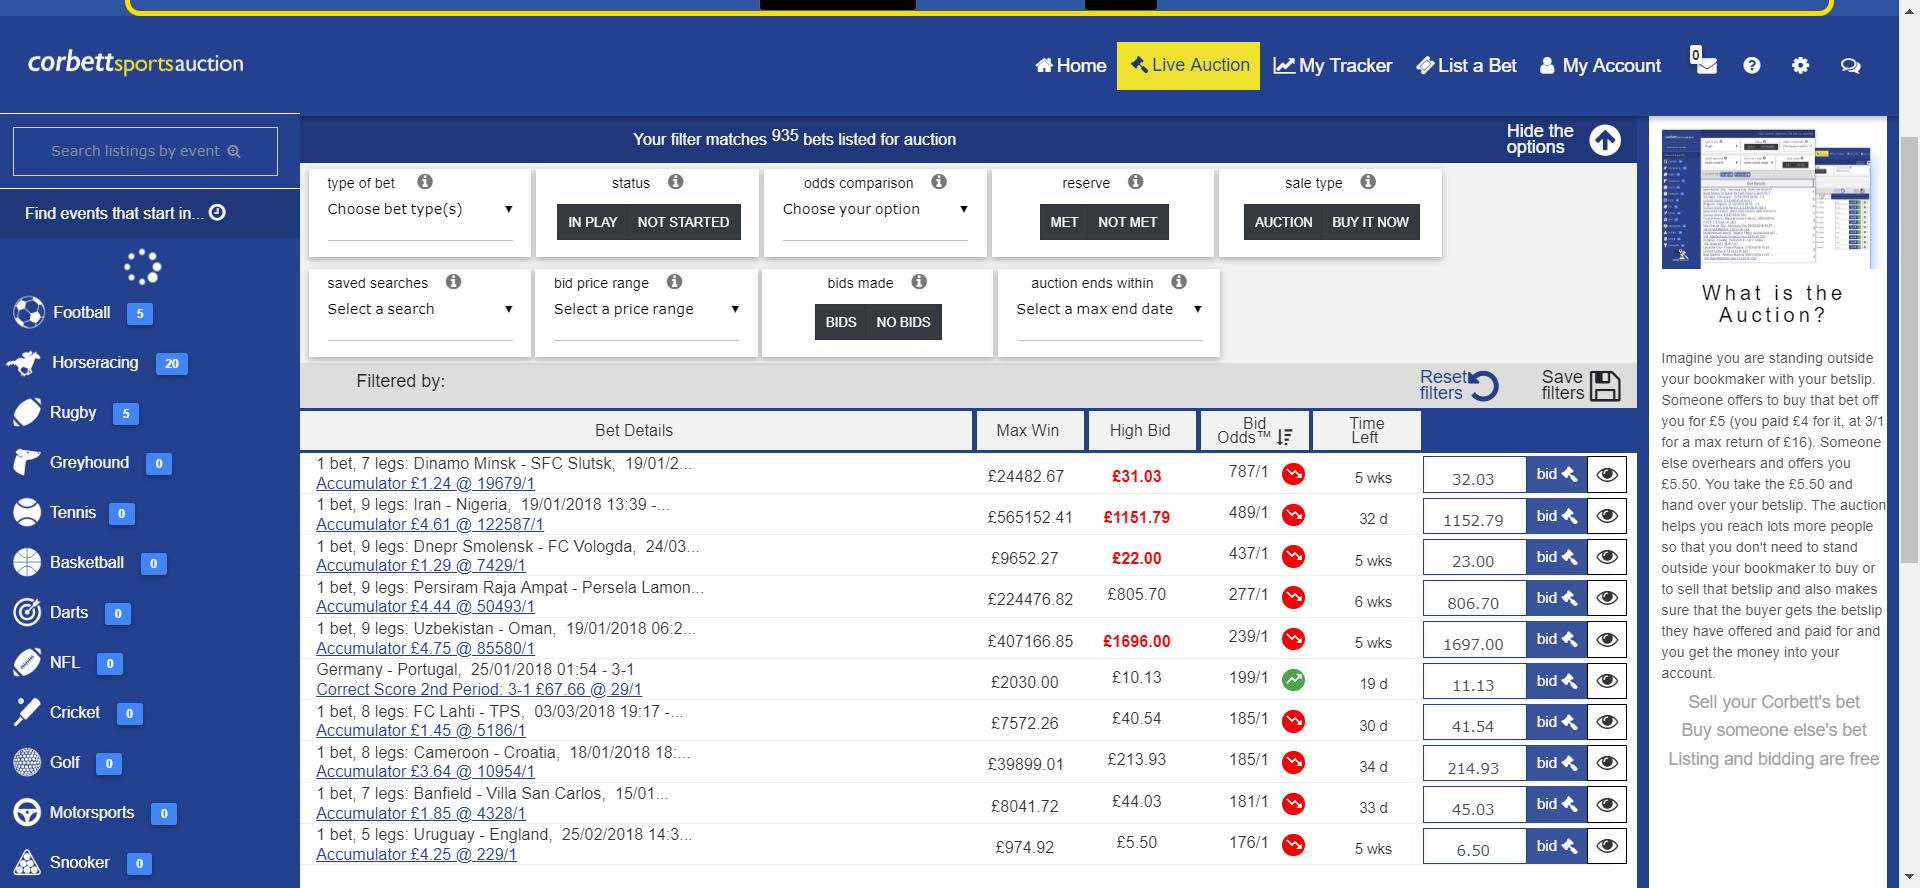 corbettsportsauction
Home
Live Auction
My Tracker
List a Bet
My Account
0
Search listings by event
Find events that start in...
Football 5
Horseracing 20
Rugby 5
Greyhound 0
Tennis 0
Basketball 0
Darts 0
NFL 0
Cricket 0
Golf 0
Motorsports 0
Snooker 0
Your filter matches 935 bets listed for auction
Hide the
options
type of bet
Choose bet type(s)
status
IN PLAY NOT STARTED
odds comparison
Choose your option
reserve
MET NOT MET
sale type
AUCTION BUY IT NOW
saved searches
Select a search
bid price range
Select a price range
bids made
BIDS NO BIDS
auction ends within
Select a max end date
Filtered by:
Reset
filters
Save
filters
Bet Details
Max Win
High Bid
Bid
Odds™
Time
Left
1 bet, 7 legs: Dinamo Minsk - SFC Slutsk, 19/01/2...
Accumulator £1.24 @ 19679/1
£24482.67 £31.03 787/1 5 wks 32.03 bid
1 bet, 9 legs: Iran - Nigeria, 19/01/2018 13:39 -...
Accumulator £4.61 @ 122587/1
£565152.41 £1151.79 489/1 32 d 1152.79 bid
1 bet, 9 legs: Dnepr Smolensk - FC Vologda, 24/03...
Accumulator £1.29 @ 7429/1
£9652.27 £22.00 437/1 5 wks 23.00 bid
1 bet, 9 legs: Persiram Raja Ampat - Persela Lamon...
Accumulator £4.44 @ 50493/1
£224476.82 £805.70 277/1 6 wks 806.70 bid
1 bet, 9 legs: Uzbekistan - Oman, 19/01/2018 06:2...
Accumulator £4.75 @ 85580/1
£407166.85 £1696.00 239/1 5 wks 1697.00 bid
Germany - Portugal, 25/01/2018 01:54 - 3-1
Correct Score 2nd Period: 3-1 £67.66 @ 29/1
£2030.00 £10.13 199/1 19 d 11.13 bid
1 bet, 8 legs: FC Lahti - TPS, 03/03/2018 19:17 -...
Accumulator £1.45 @ 5186/1
£7572.26 £40.54 185/1 30 d 41.54 bid
1 bet, 8 legs: Cameroon - Croatia, 18/01/2018 18:...
Accumulator £3.64 @ 10954/1
£39899.01 £213.93 185/1 34 d 214.93 bid
1 bet, 7 legs: Banfield - Villa San Carlos, 15/01...
Accumulator £1.85 @ 4328/1
£8041.72 £44.03 181/1 33 d 45.03 bid
1 bet, 5 legs: Uruguay - England, 25/02/2018 14:3...
Accumulator £4.25 @ 229/1
£974.92 £5.50 176/1 5 wks 6.50 bid
What is the
Auction?
Imagine you are standing outside
your bookmaker with your betslip.
Someone offers to buy that bet off
you for £5 (you paid £4 for it, at 3/1
for a max return of £16). Someone
else overhears and offers you
£5.50. You take the £5.50 and
hand over your betslip. The auction
helps you reach lots more people
so that you don't need to stand
outside your bookmaker to buy or
to sell that betslip and also makes
sure that the buyer gets the betslip
they have offered and paid for and
you get the money into your
account.
Sell your Corbett's bet
Buy someone else's bet
Listing and bidding are free